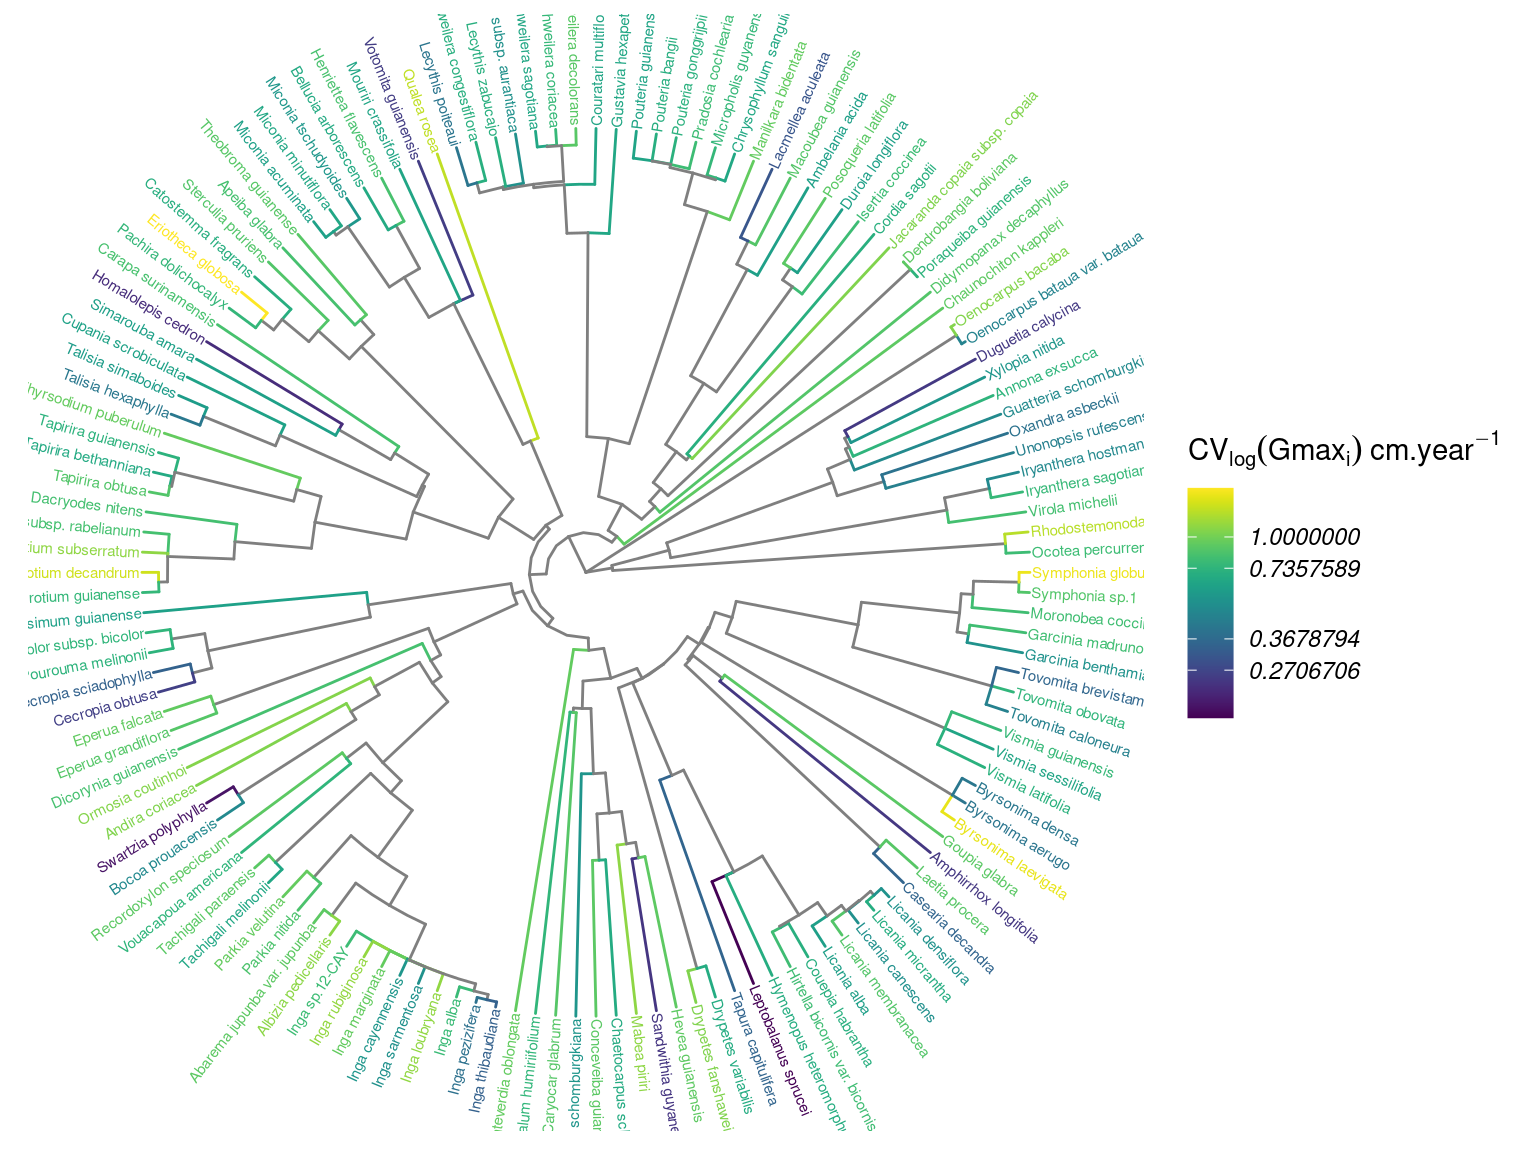 weilera congestiflora
Lecythis zabucajo
subsp. aurantiaca
weilera sagotiana
hweilera coriacea
eilera decolorans
Couratari multiflo
Gustavia hexapet
Pouteria guianens
Pouteria bangii
Pouteria gonggrijpii
Pradosia cochlearia
Micropholis guyanens
Chrysophyllum sangui
Manilkara bidentata
Lacmellea aculeata
Macoubea guianensis
Ambelania acida
Posoqueria latifolia
Duroia longiflora
Isertia coccinea
Cordia sagotii
Jacaranda copaia subsp. copaia
Dendrobangia boliviana
Poraqueiba guianensis
Didymopanax decaphyllus
Chaunochiton kappleri
Oenocarpus bacaba
Oenocarpus bataua var. bataua
Duguetia calycina
Xylopia nitida
Annona exsucca
Guatteria schomburgki
Oxandra asbeckii
Unonopsis rufescens
Iryanthera hostman
Iryanthera sagotian
Virola michelii
Rhodostemonoda
Ocotea percurren
Symphonia globu
Symphonia sp.1
Moronobea coccin
Garcinia madruno
Garcinia benthamia
Tovomita brevistam
Tovomita obovata
Tovomita caloneura
Vismia guianensis
Vismia sessilifolia
Vismia latifolia
Byrsonima densa
Byrsonima aerugo
Byrsonima laevigata
Goupia glabra
Amphirrhox longifolia
Laetia procera
Casearia decandra
Licania densiflora
Licania micrantha
Licania canescens
Licania membranacea
Licania alba
Couepia habrantha
Hirtella bicornis var. bicornis
Hymenopus heteromorph
Leptobalanus sprucei
Tapura capitulifera
Drypetes variabilis
Drypetes fanshawei
Hevea guianensis
Sandwithia guyane
Mabea piriri
Chaetocarpus sc
Conceveiba guian
schomburgkiana
Caryocar glabrum
alum humiriifolium
nteverdia oblongata
Inga thibaudiana
Inga pezizifera
Inga alba
Inga loubryana
Inga sarmentosa
Inga cayennensis
Inga marginata
Inga rubiginosa
Inga sp.12-CAY
Albizia pedicellaris
Abarema jupunba var. jupunba
Parkia nitida
Parkia velutina
Tachigali melinonii
Tachigali paraensis
Vouacapoua americana
Recordoxylon speciosum
Bocoa prouacensis
Swartzia polyphylla
Andira coriacea
Ormosia coutinhoi
Dicorynia guianensis
Eperua grandiflora
Eperua falcata
Cecropia obtusa
ecropia sciadophylla
yourouma melinonii
olor subsp. bicolor
simum guianense
rotium guianense
otium decandrum
tium subserratum
subsp. rabelianum
Dacryodes nitens
Tapirira obtusa
Tapirira bethanniana
Tapirira guianensis
hyrsodium puberulum
Talisia hexaphylla
Talisia simaboides
Cupania scrobiculata
Simarouba amara
Homalolepis cedron
Carapa surinamensis
Pachira dolichocalyx
Eriotheca globosa
Catostemma fragrans
Sterculia pruriens
Apeiba glabra
Theobroma guianense
Miconia acuminata
Miconia minutiflora
Miconia tschudyoides
Bellucia arborescens
Henriettea flavescens
Mouriri crassifolia
Votomita guianensis
Qualea rosea
Lecythis poiteaui
CVlog(Gmaxi) cm.year−1
1.0000000
0.7357589
0.3678794
0.2706706